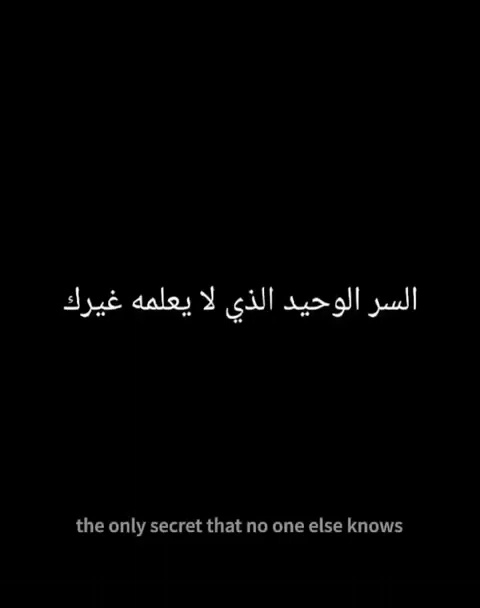 السر الوحيد الذي لا يعلمه غيرك
the only secret that no one else knows